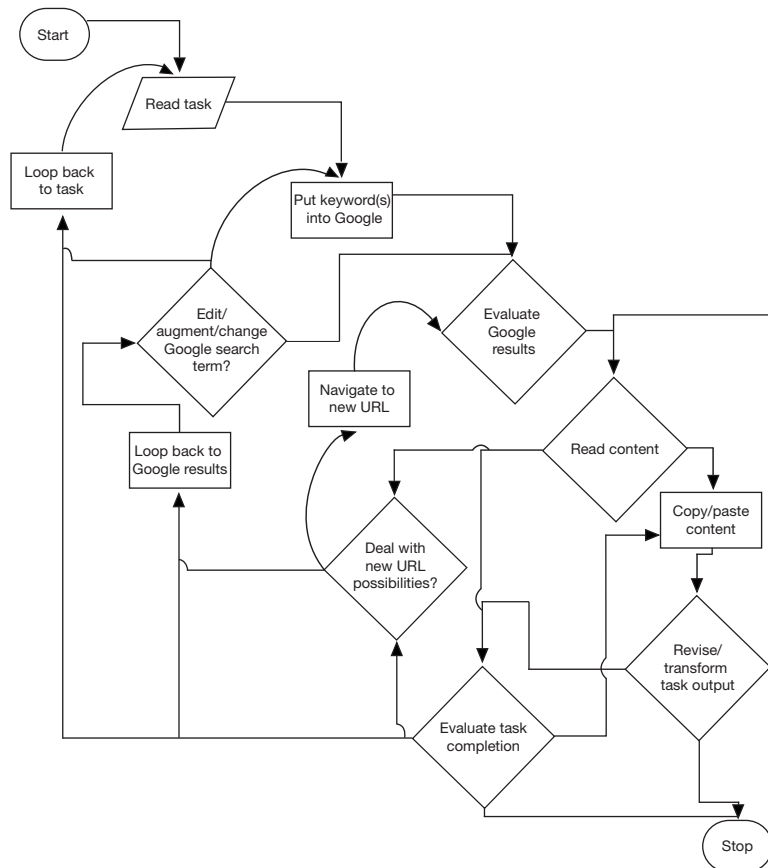 Start
Read task
Loop back
to task
Put keyword(s)
into Google
Edit/
augment/change
Google search
term?
Evaluate
Google
results
Navigate to
new URL
Loop back to
Google results
Read content
Copy/paste
content
Deal with
new URL
possibilities?
Revise/
transform
task output
Evaluate task
completion
Stop